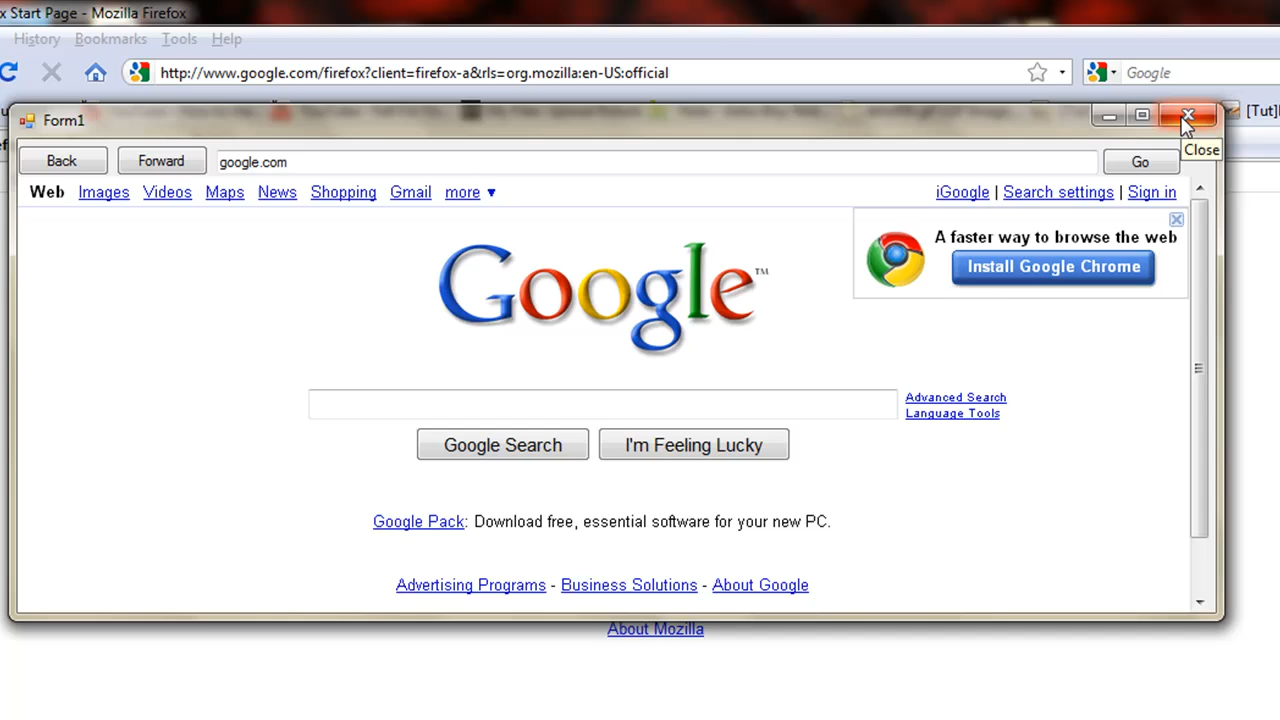 x Start Page - Mozilla Firefox
History Bookmarks Tools Help
http://www.google.com/firefox?client=firefox-a&rls=org.mozilla:en-US:official Google
[Tut]
Form1
Close
Back Forward google.com Go
Web Images Videos Maps News Shopping Gmail more ▼ iGoogle | Search settings | Sign in
A faster way to browse the web
Install Google Chrome
Google™
Advanced Search
Language Tools
Google Search I'm Feeling Lucky
Google Pack: Download free, essential software for your new PC.
Advertising Programs - Business Solutions - About Google
About Mozilla